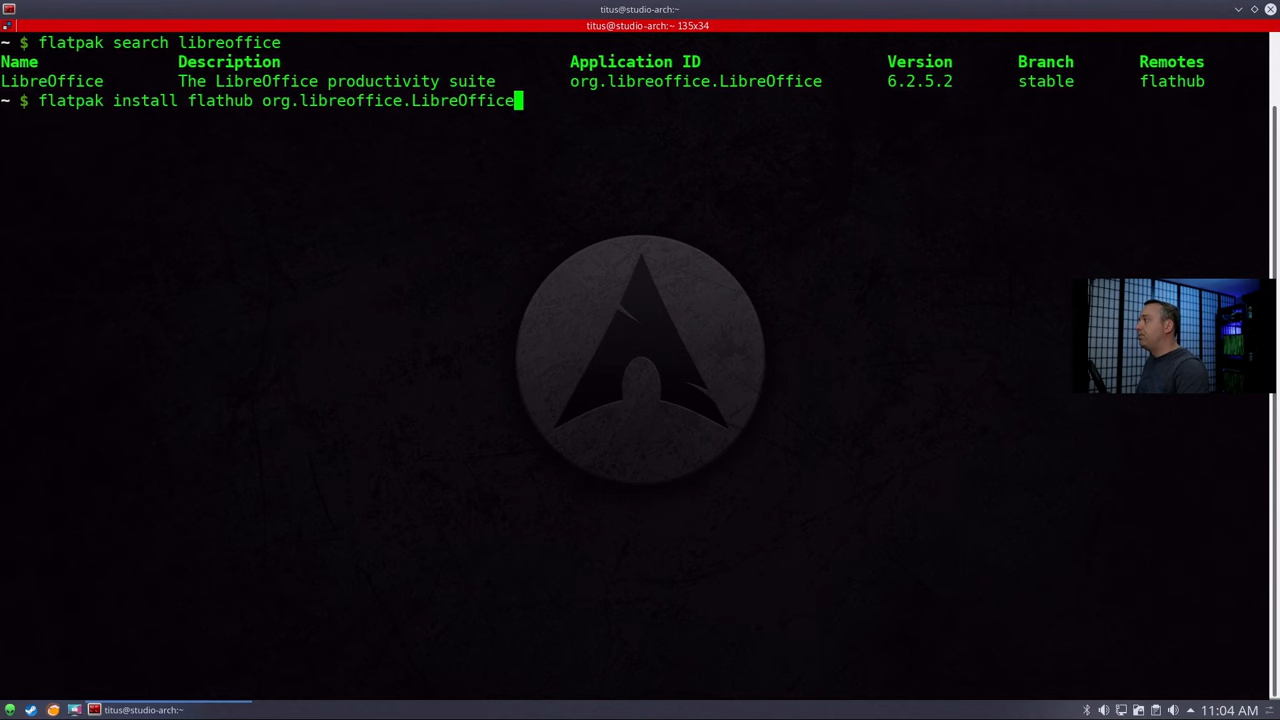 titus@studio-arch:~
titus@studio-arch:~ 135x34
~ $ flatpak search libreoffice
Name Description Application ID Version Branch Remotes
LibreOffice The LibreOffice productivity suite org.libreoffice.LibreOffice 6.2.5.2 stable flathub
~ $ flatpak install flathub org.libreoffice.LibreOffice
titus@studio-arch:~
11:04 AM